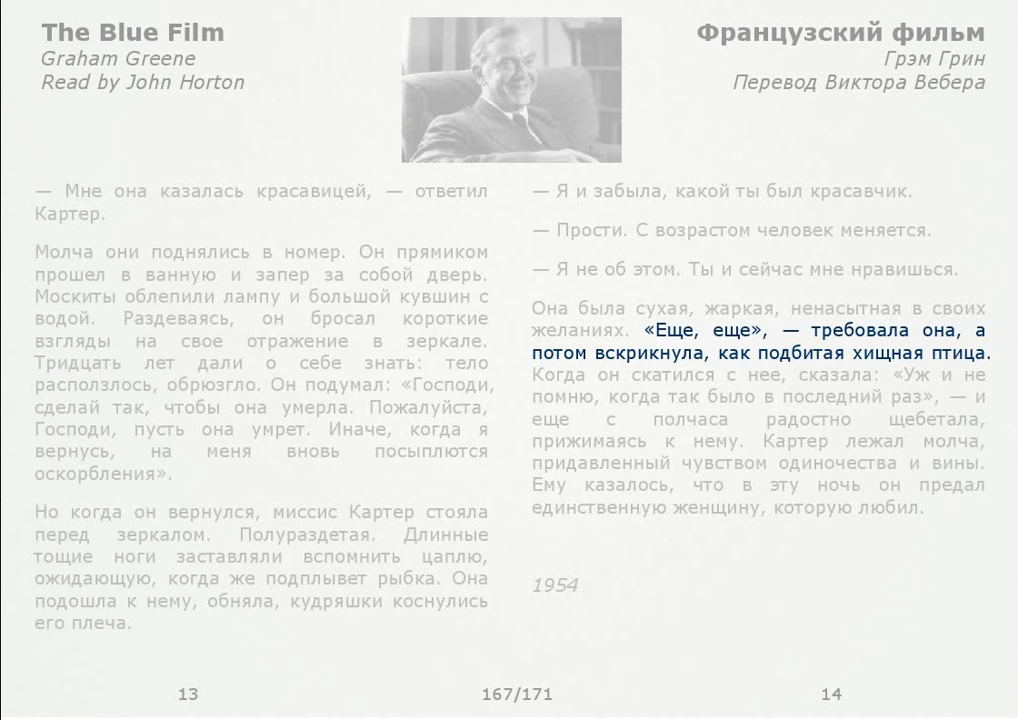 The Blue Film
Graham Greene
Read by John Horton
Французский фильм
Грэм Грин
Перевод Виктора Вебера
— Мне она казалась красавицей, — ответил
Картер.
Молча они поднялись в номер. Он прямиком
прошел в ванную и запер за собой дверь.
Москиты облепили лампу и большой кувшин с
водой. Раздеваясь, он бросал короткие
взгляды на свое отражение в зеркале.
Тридцать лет дали о себе знать: тело
расползлось, обрюзгло. Он подумал: «Господи,
сделай так, чтобы она умерла. Пожалуйста,
Господи, пусть она умрет. Иначе, когда я
вернусь, на меня вновь посыплются
оскорбления».
Но когда он вернулся, миссис Картер стояла
перед зеркалом. Полураздетая. Длинные
тощие ноги заставляли вспомнить цаплю,
ожидающую, когда же подплывет рыбка. Она
подошла к нему, обняла, кудряшки коснулись
его плеча.
— Я и забыла, какой ты был красавчик.
— Прости. С возрастом человек меняется.
— Я не об этом. Ты и сейчас мне нравишься.
Она была сухая, жаркая, ненасытная в своих
желаниях. «Еще, еще», — требовала она, а
потом вскрикнула, как подбитая хищная птица.
Когда он скатился с нее, сказала: «Уж и не
помню, когда так было в последний раз», — и
еще с полчаса радостно щебетала,
прижимаясь к нему. Картер лежал молча,
придавленный чувством одиночества и вины.
Ему казалось, что в эту ночь он предал
единственную женщину, которую любил.
1954
13
167/171
14